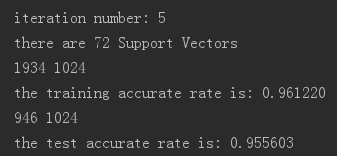 iteration number: 5
there are 72 Support Vectors
1934 1024
the training accurate rate is: 0.961220
946 1024
the test accurate rate is: 0.955603